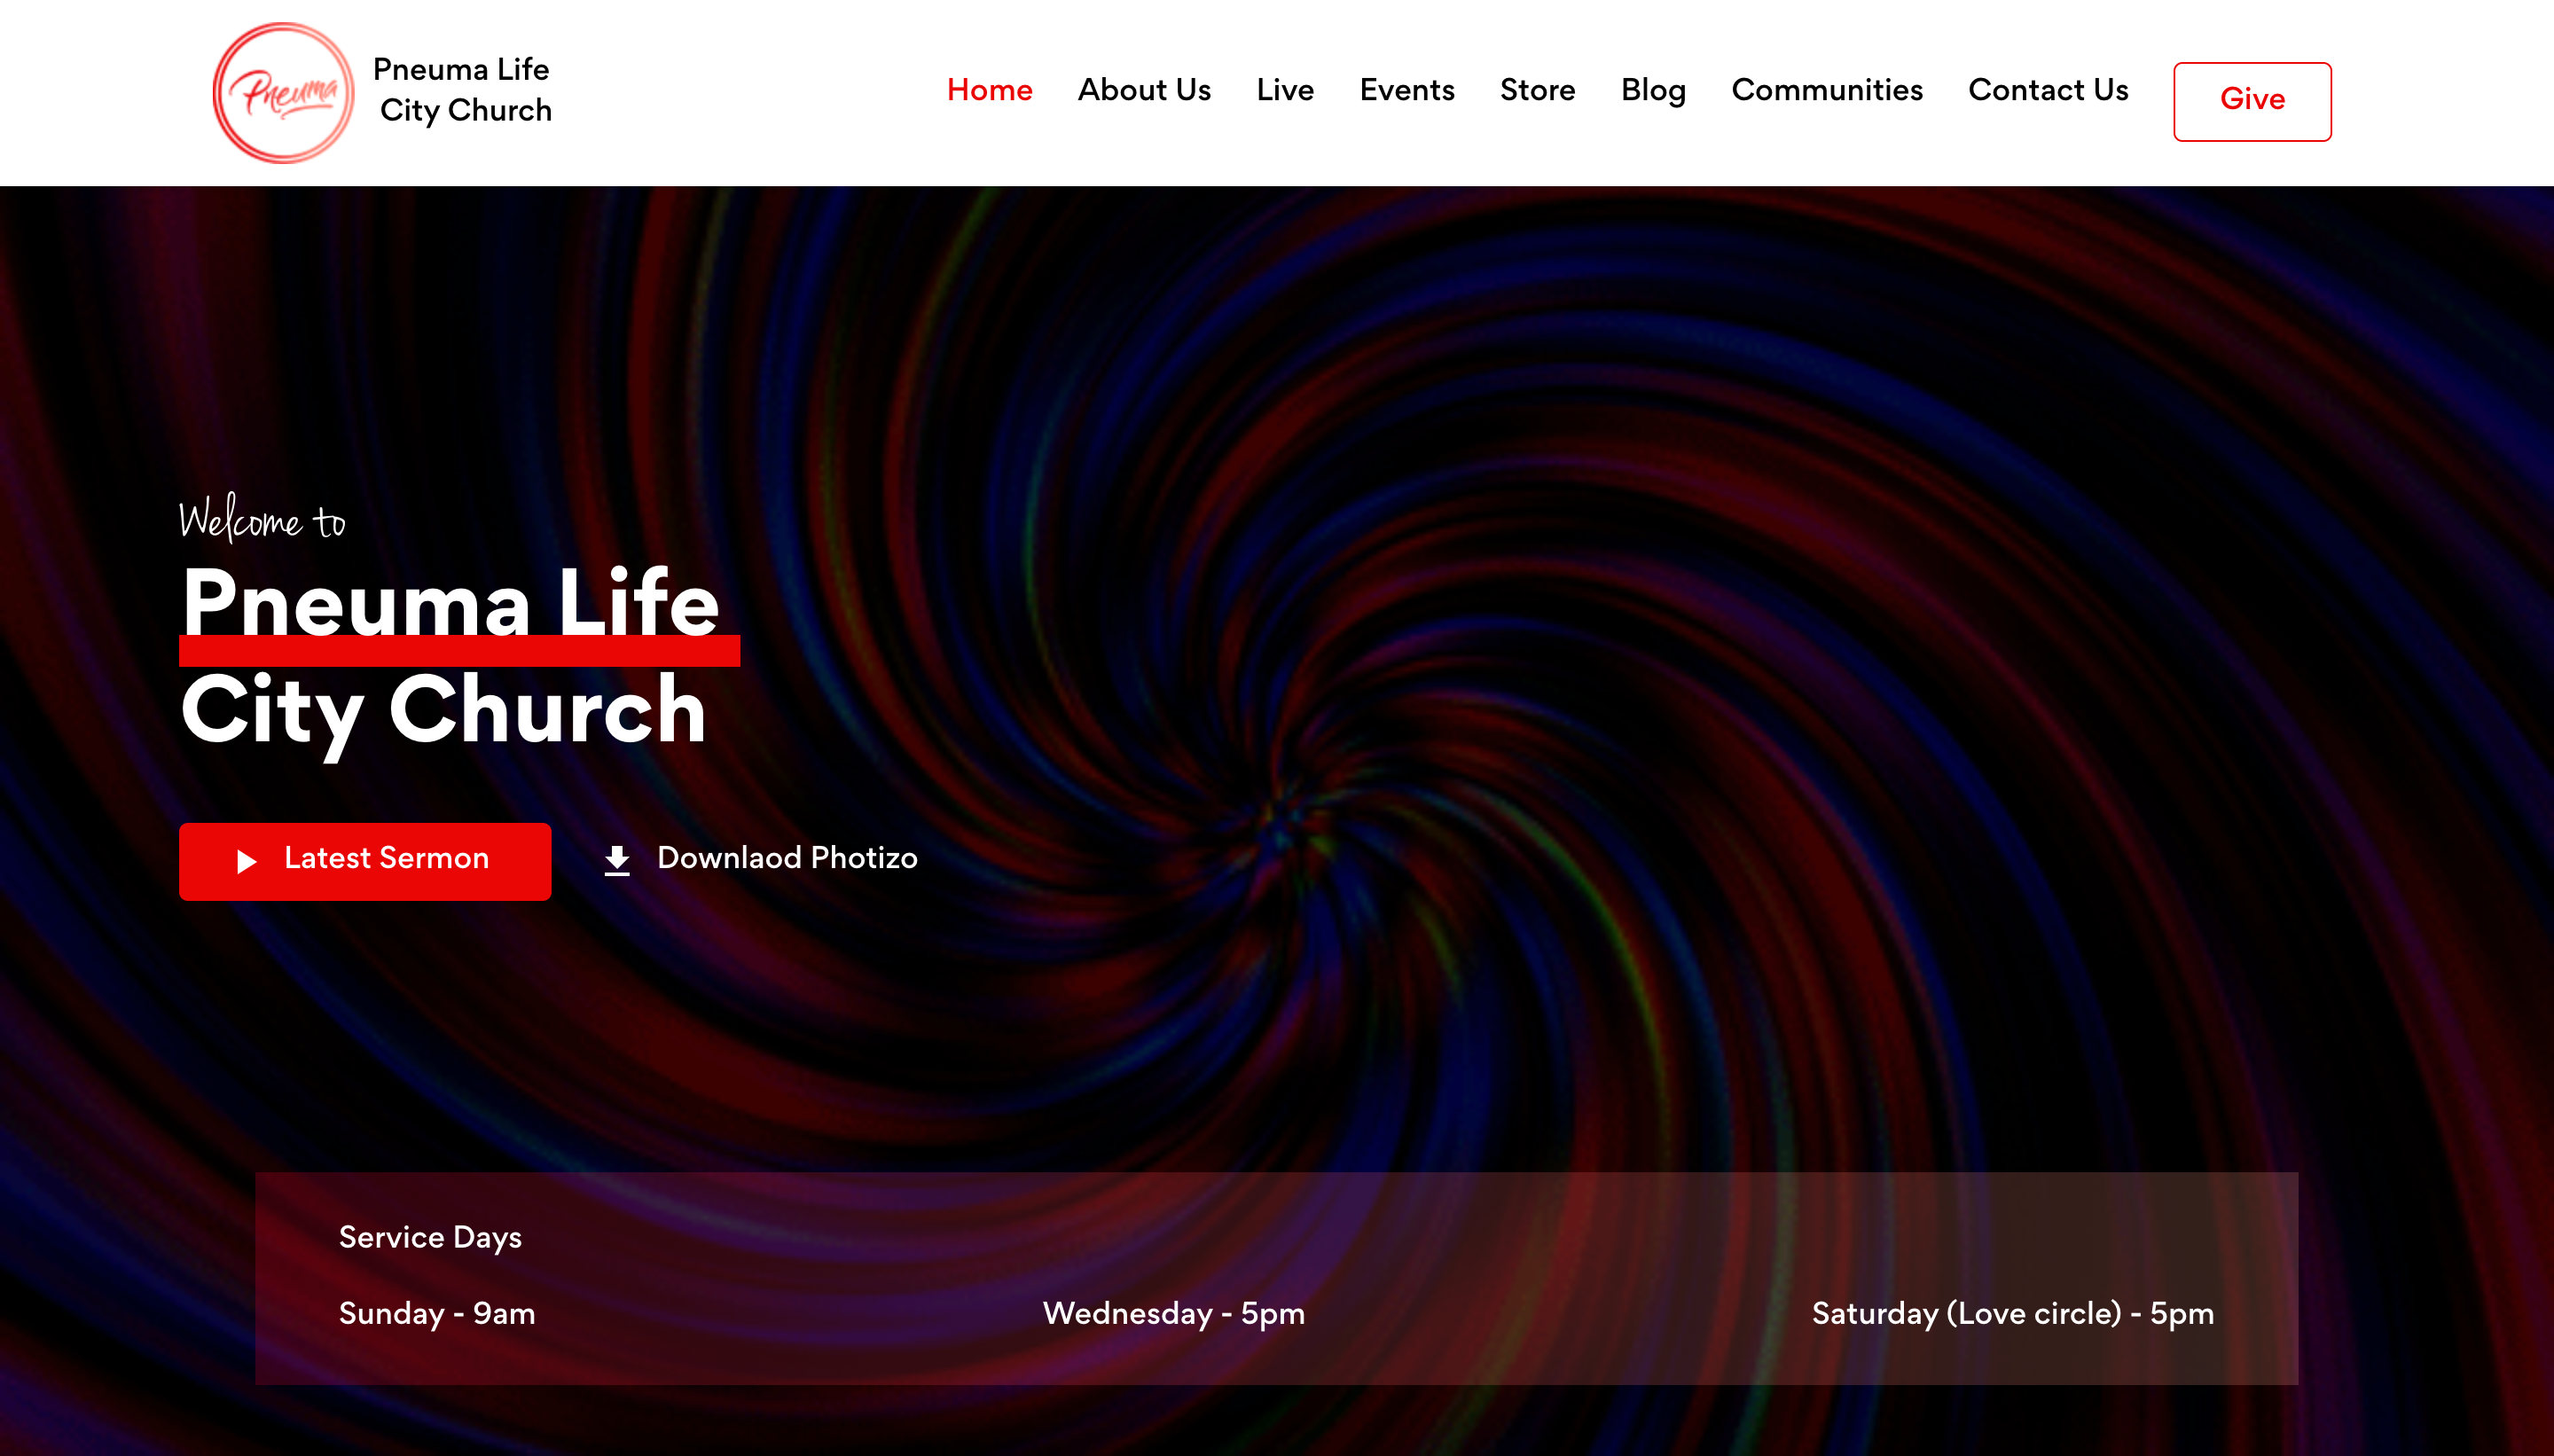 Pneuma
Pneuma Life
City Church
Home About Us Live Events Store Blog Communities Contact Us Give
Welcome to
Pneuma Life
City Church
Latest Sermon Downlaod Photizo
Service Days
Sunday - 9am Wednesday - 5pm Saturday (Love circle) - 5pm